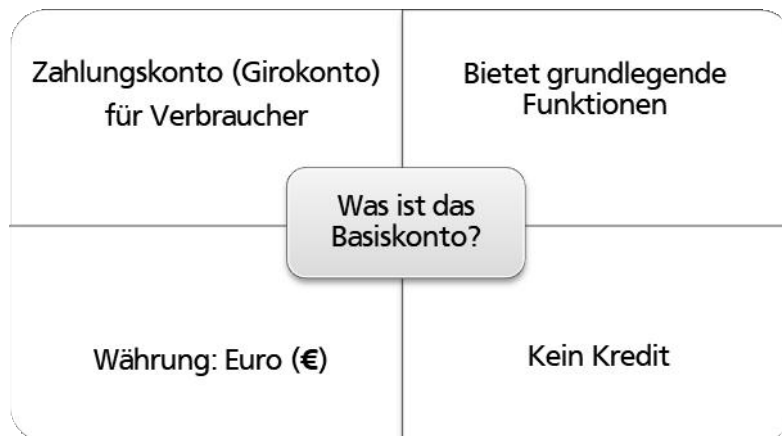 Zahlungskonto (Girokonto)
für Verbraucher
Bietet grundlegende
Funktionen
Was ist das
Basiskonto?
Währung: Euro (€)
Kein Kredit